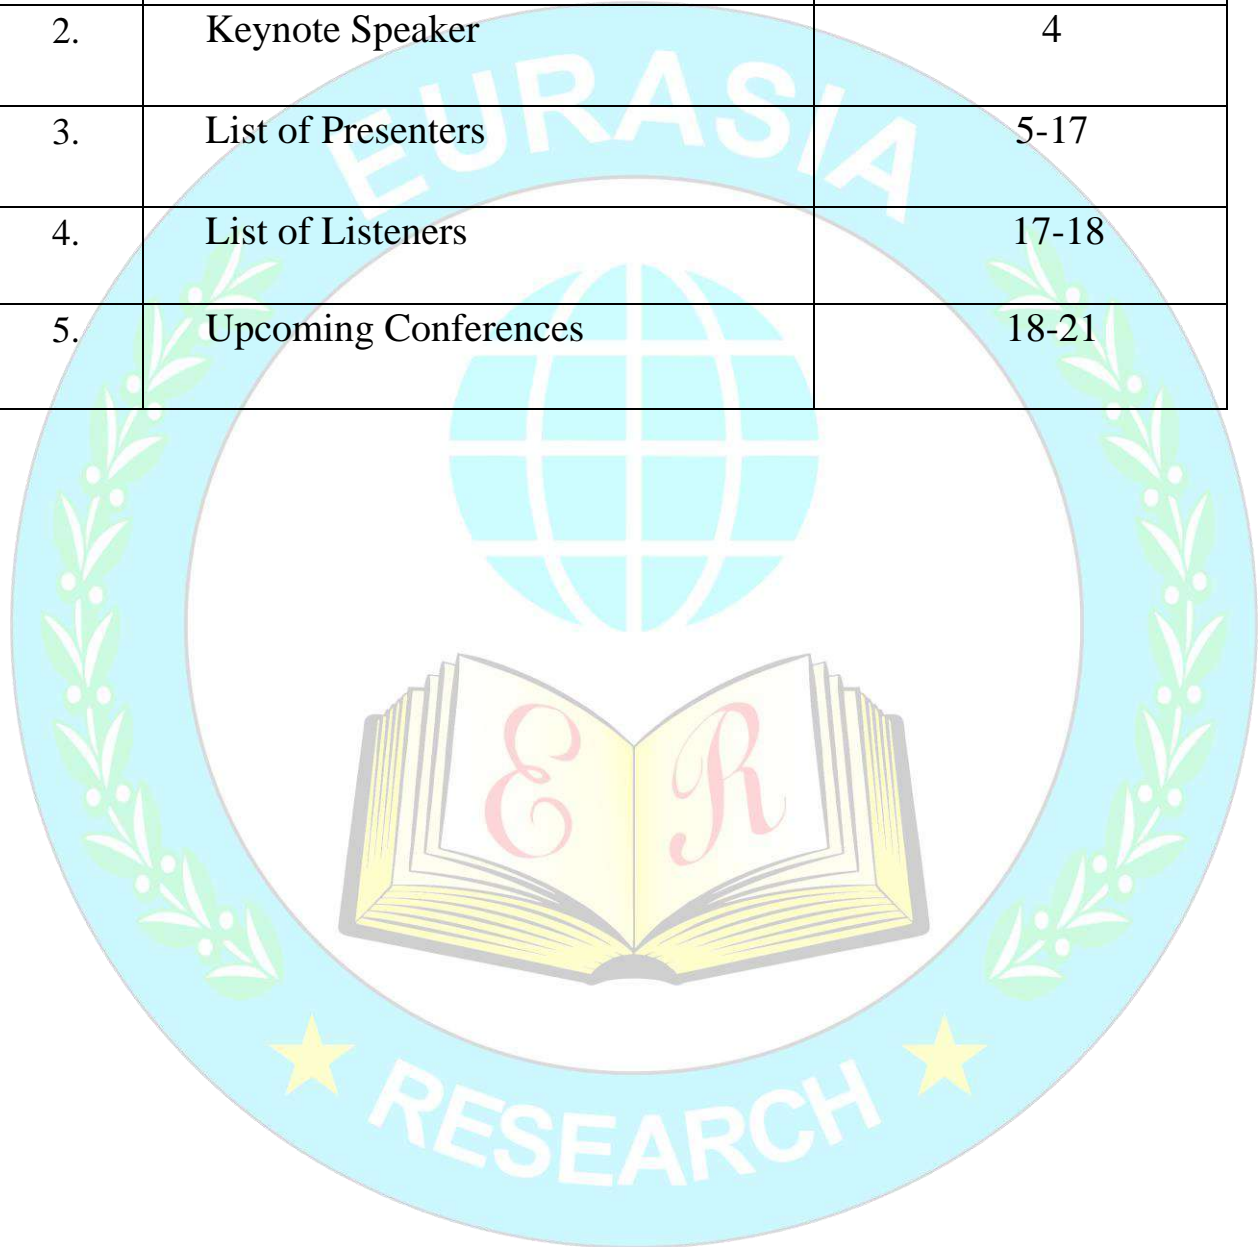 2. Keynote Speaker 4
3. List of Presenters 5-17
4. List of Listeners 17-18
5. Upcoming Conferences 18-21
EURASIA
E R
RESEARCH